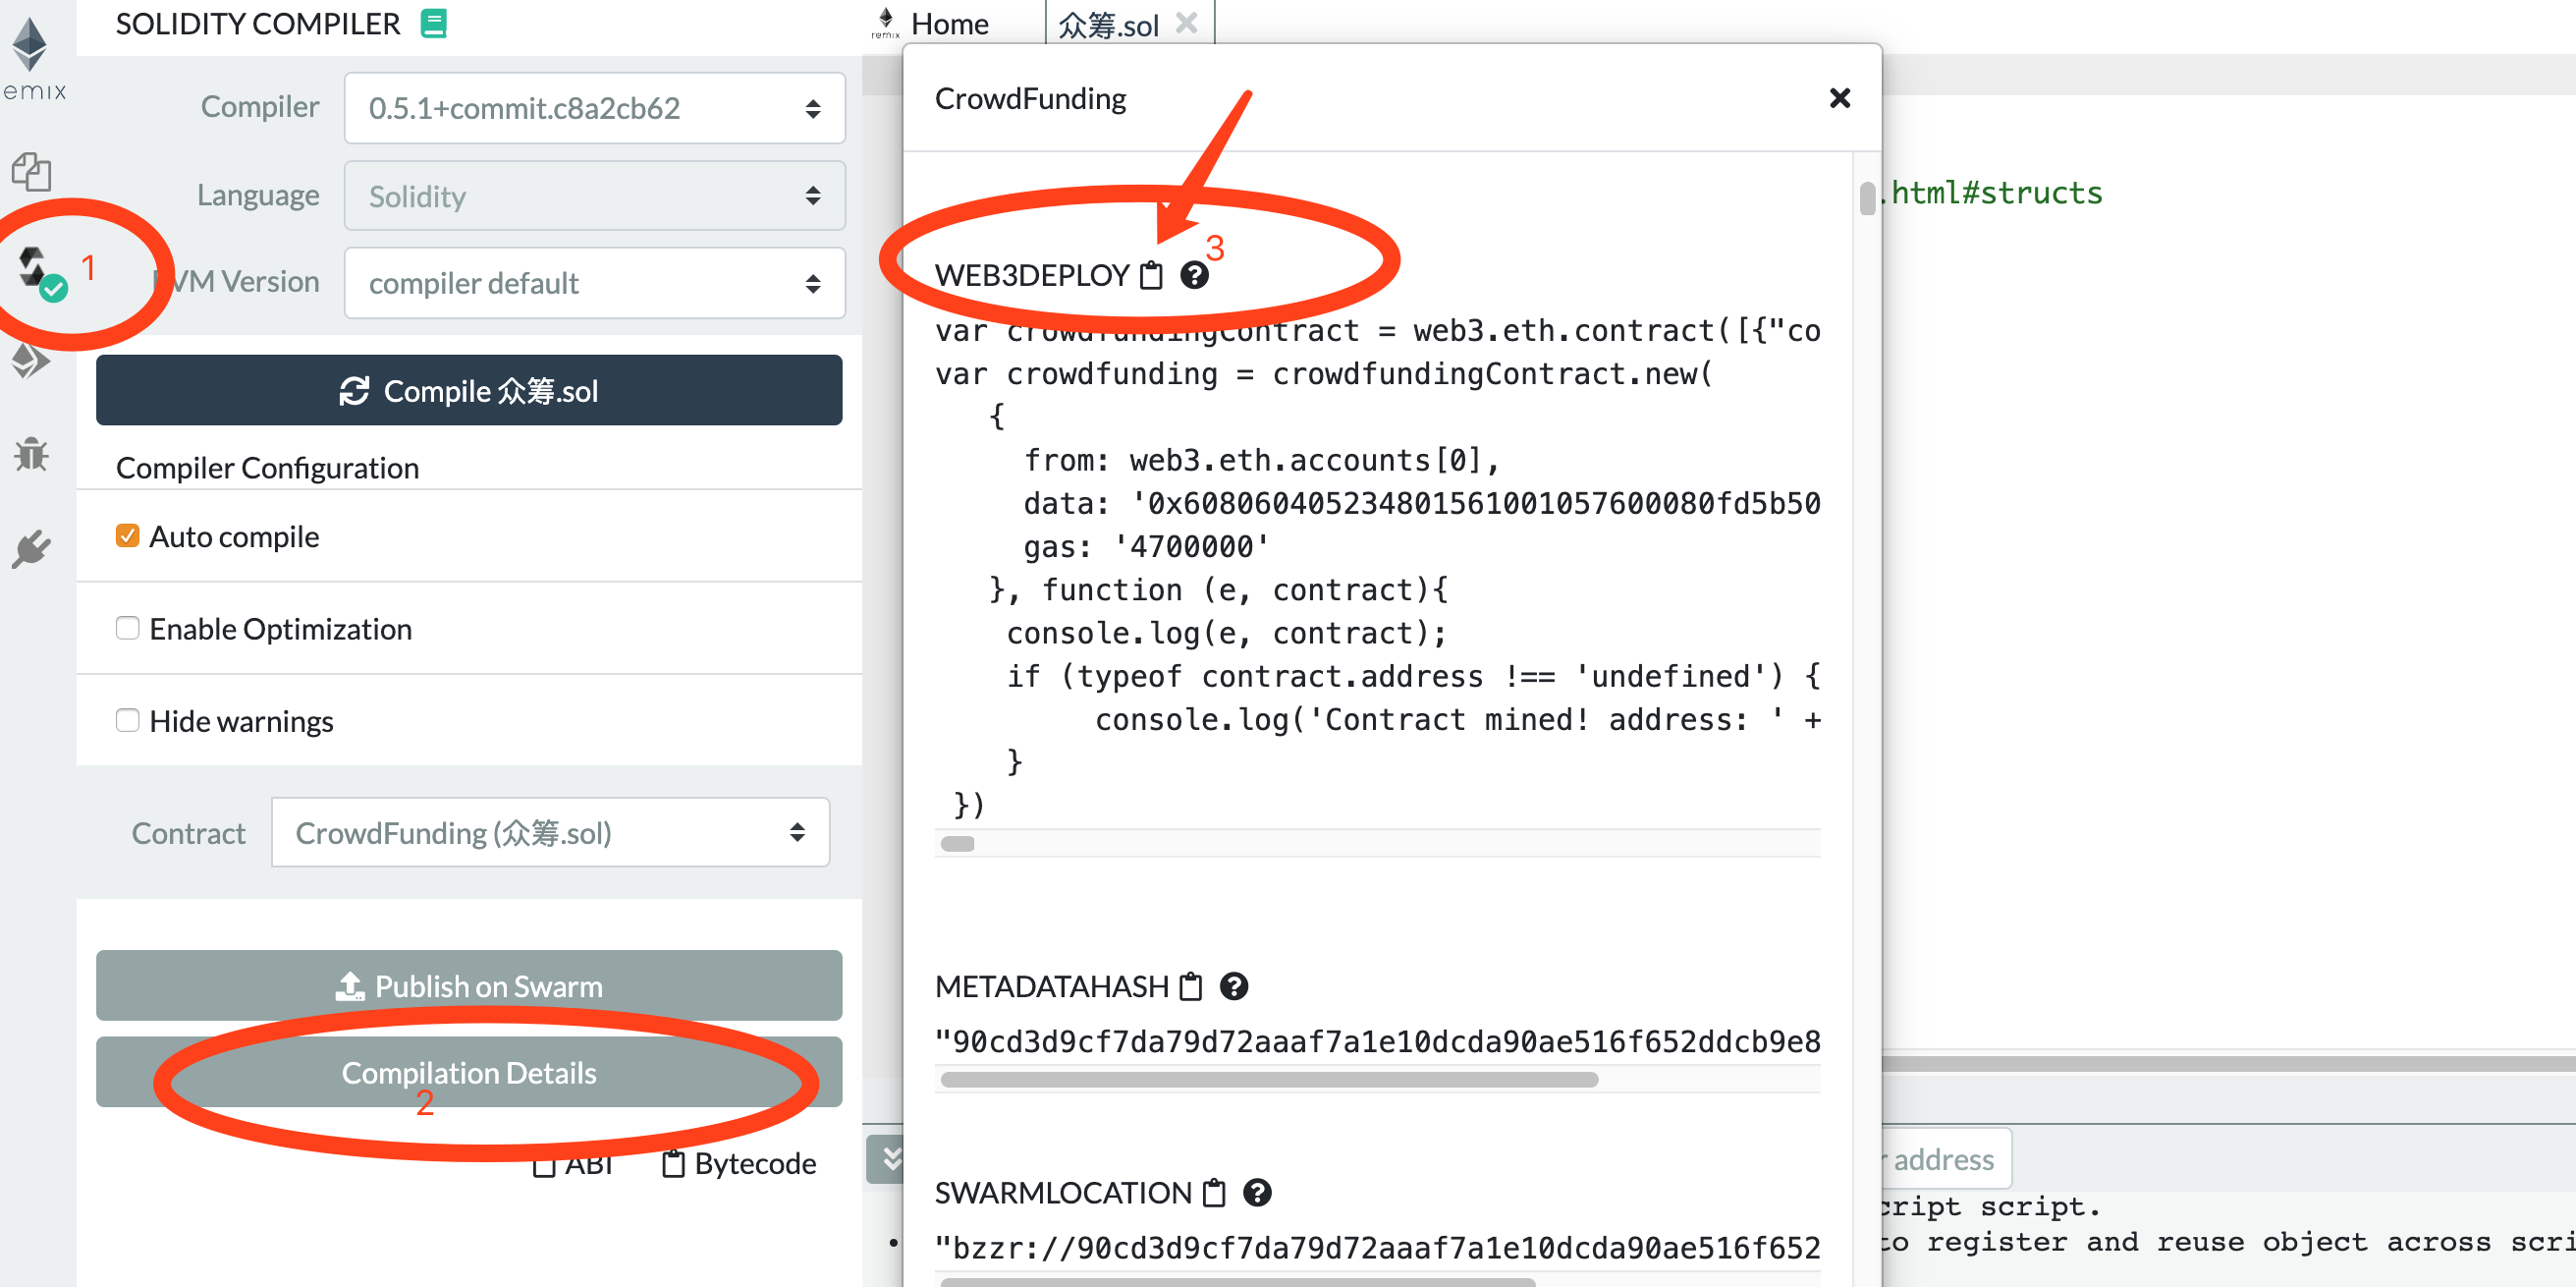 SOLIDITY COMPILER
emix
Compiler
0.5.1+commit.c8a2cb62
Language
Solidity
1
VM Version
compiler default
Compile 众筹.sol
Compiler Configuration
Auto compile
Enable Optimization
Hide warnings
Contract
CrowdFunding (众筹.sol)
Publish on Swarm
Compilation Details
2
ABI
Bytecode
remix
Home
众筹.sol
CrowdFunding
3
WEB3DEPLOY
var crowdfundingContract = web3.eth.contract([{"co
var crowdfunding = crowdfundingContract.new(
{
from: web3.eth.accounts[0],
data: '0x608060405234801561001057600080fd5b50
gas: '4700000'
}, function (e, contract){
console.log(e, contract);
if (typeof contract.address !== 'undefined') {
console.log('Contract mined! address: ' +
}
})
METADATAHASH
"90cd3d9cf7da79d72aaaf7a1e10dcda90ae516f652ddcb9e8
SWARMLOCATION
"bzzr://90cd3d9cf7da79d72aaaf7a1e10dcda90ae516f652
.html#structs
r address
cript script.
to register and reuse object across scri